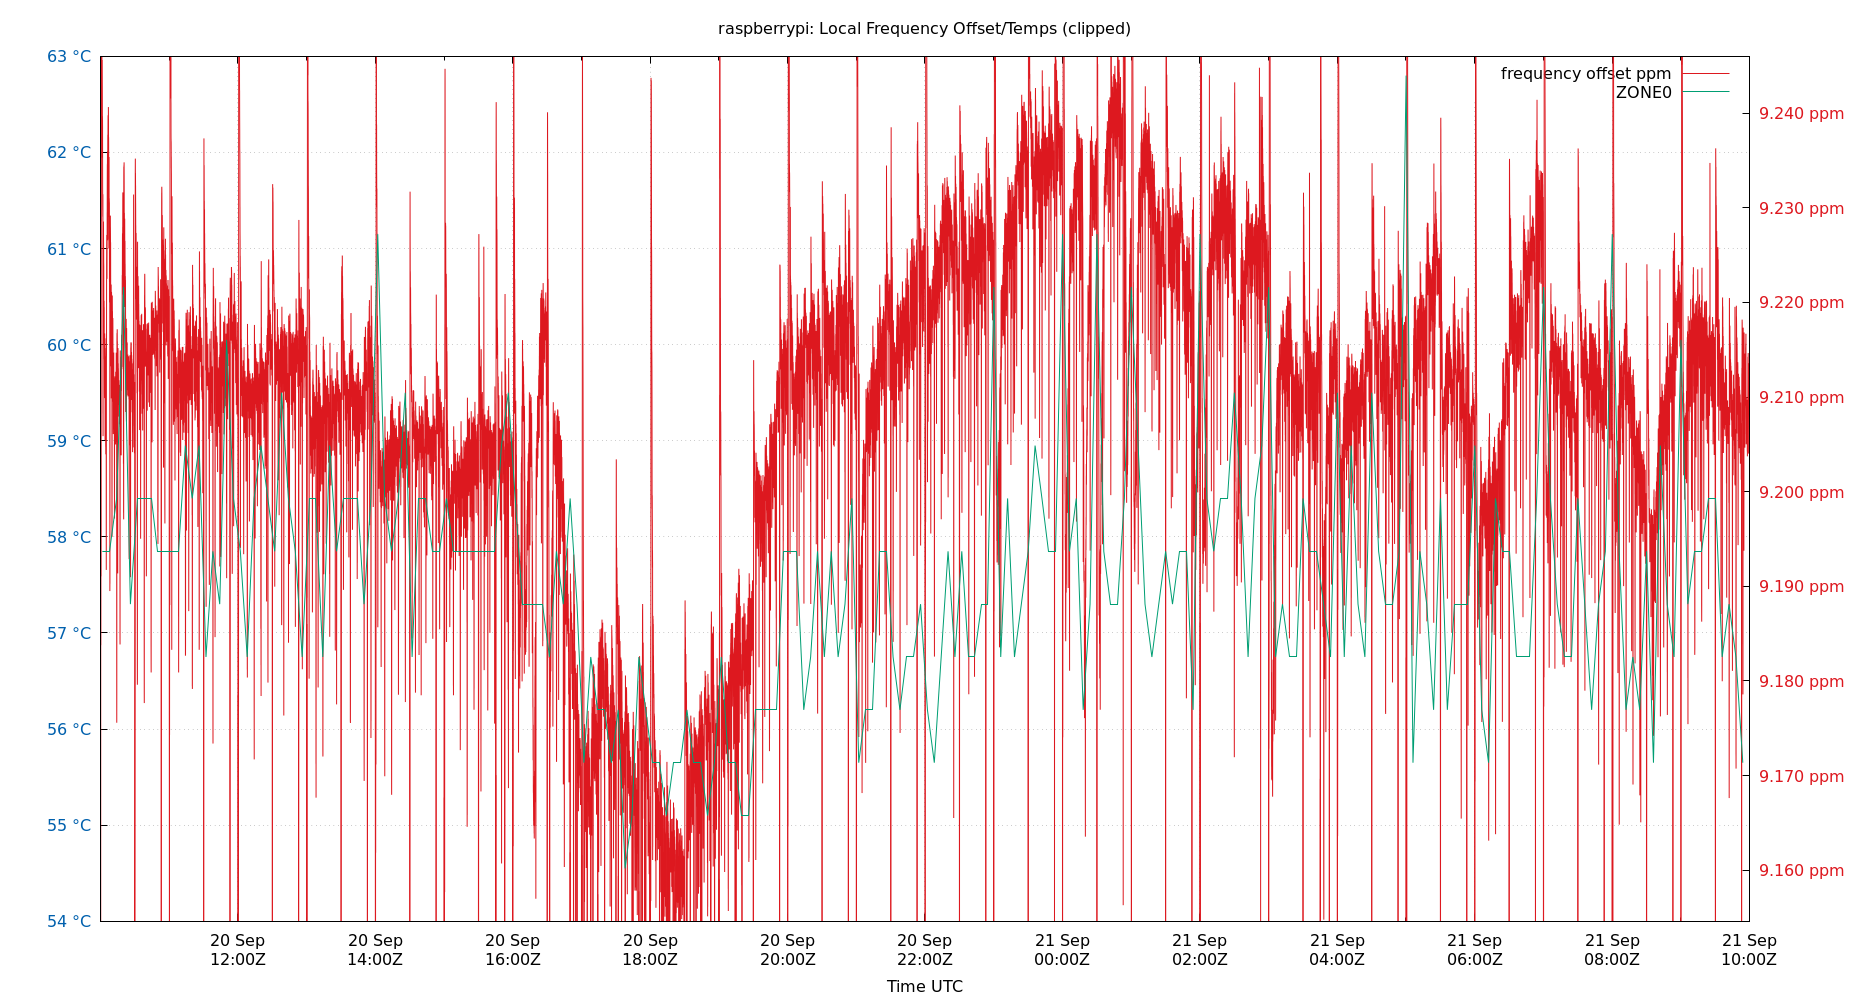 raspberrypi: Local Frequency Offset/Temps (clipped)
63 °C
62 °C
61 °C
60 °C
59 °C
58 °C
57 °C
56 °C
55 °C
54 °C
frequency offset ppm
ZONE0
9.240 ppm
9.230 ppm
9.220 ppm
9.210 ppm
9.200 ppm
9.190 ppm
9.180 ppm
9.170 ppm
9.160 ppm
20 Sep
12:00Z
20 Sep
14:00Z
20 Sep
16:00Z
20 Sep
18:00Z
20 Sep
20:00Z
20 Sep
22:00Z
21 Sep
00:00Z
21 Sep
02:00Z
21 Sep
04:00Z
21 Sep
06:00Z
21 Sep
08:00Z
21 Sep
10:00Z
Time UTC